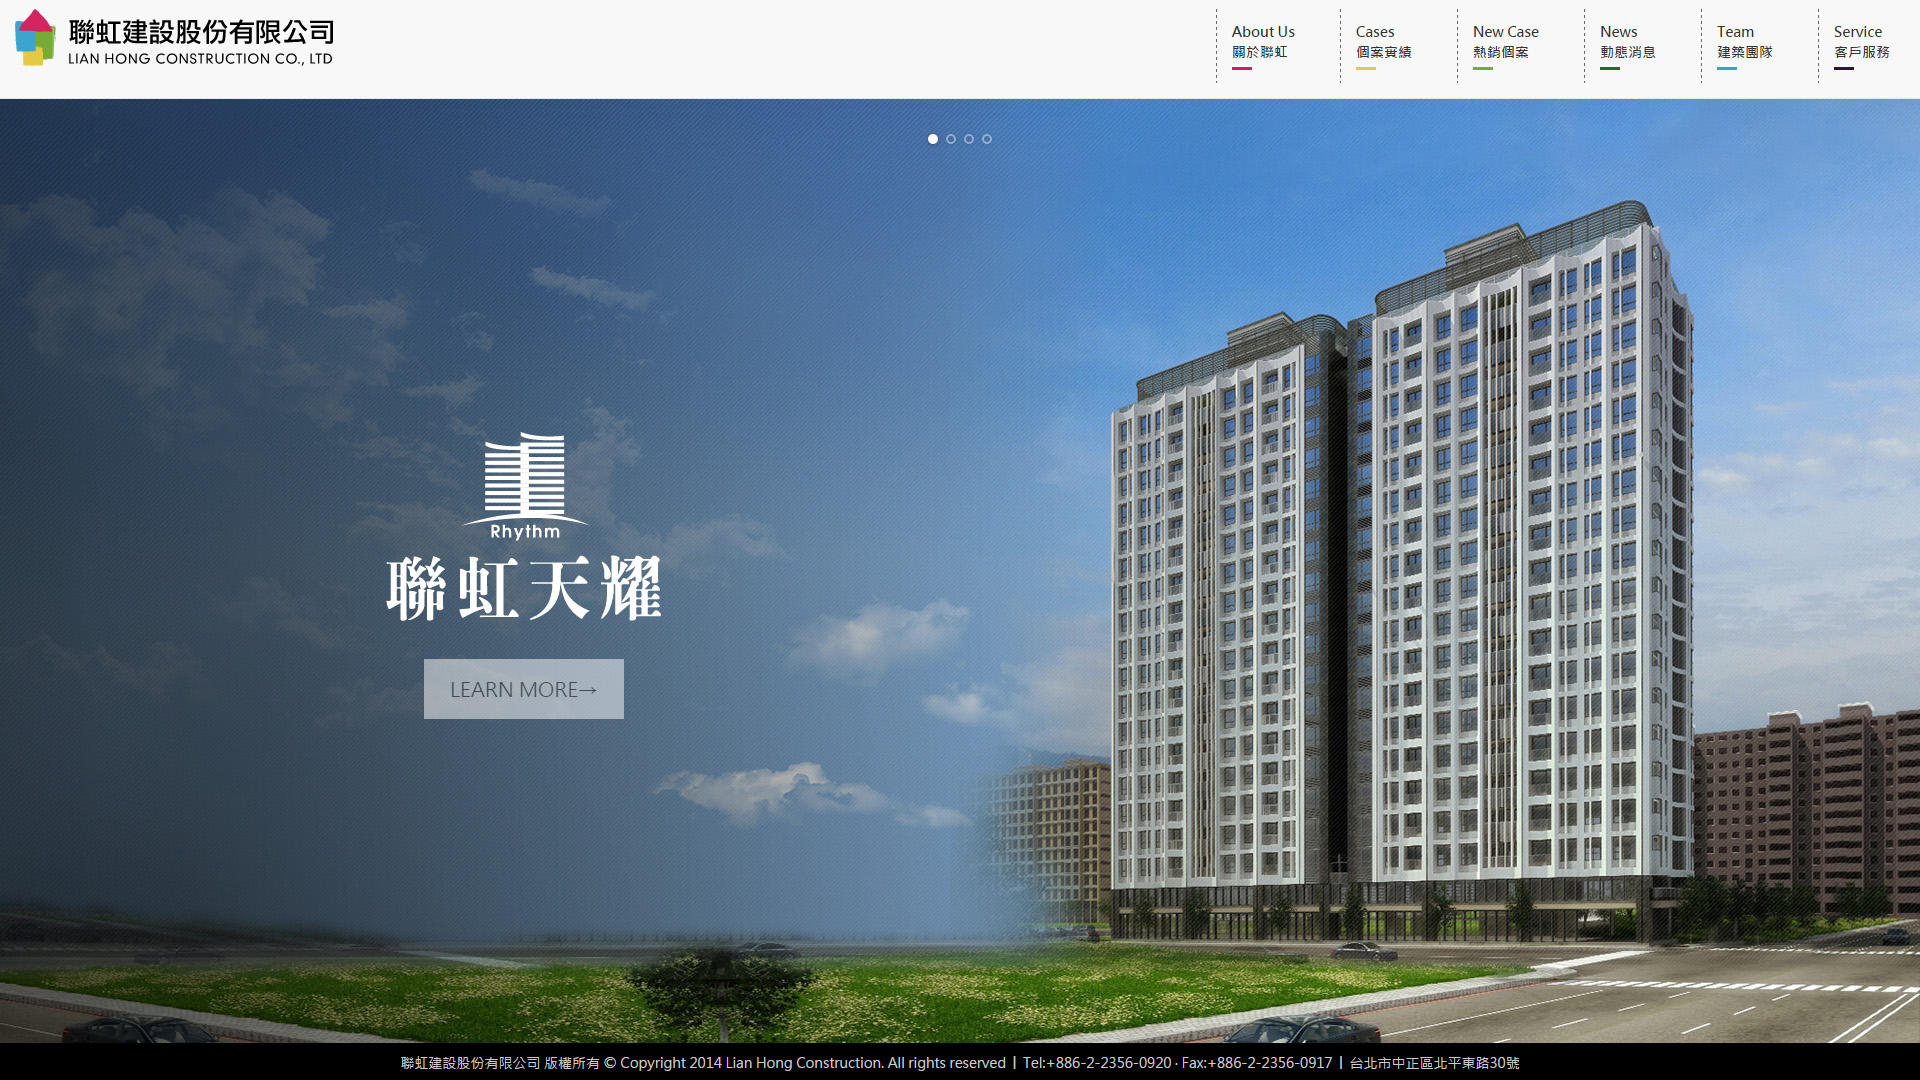 聯虹建設股份有限公司
LIAN HONG CONSTRUCTION CO., LTD
About Us
關於聯虹
Cases
個案實績
New Case
熱銷個案
News
動態消息
Team
建築團隊
Service
客戶服務
Rhythm
聯虹天耀
LEARN MORE→
聯虹建設股份有限公司 版權所有 © Copyright 2014 Lian Hong Construction. All rights reserved | Tel:+886-2-2356-0920 · Fax:+886-2-2356-0917 | 台北市中正區北平東路30號